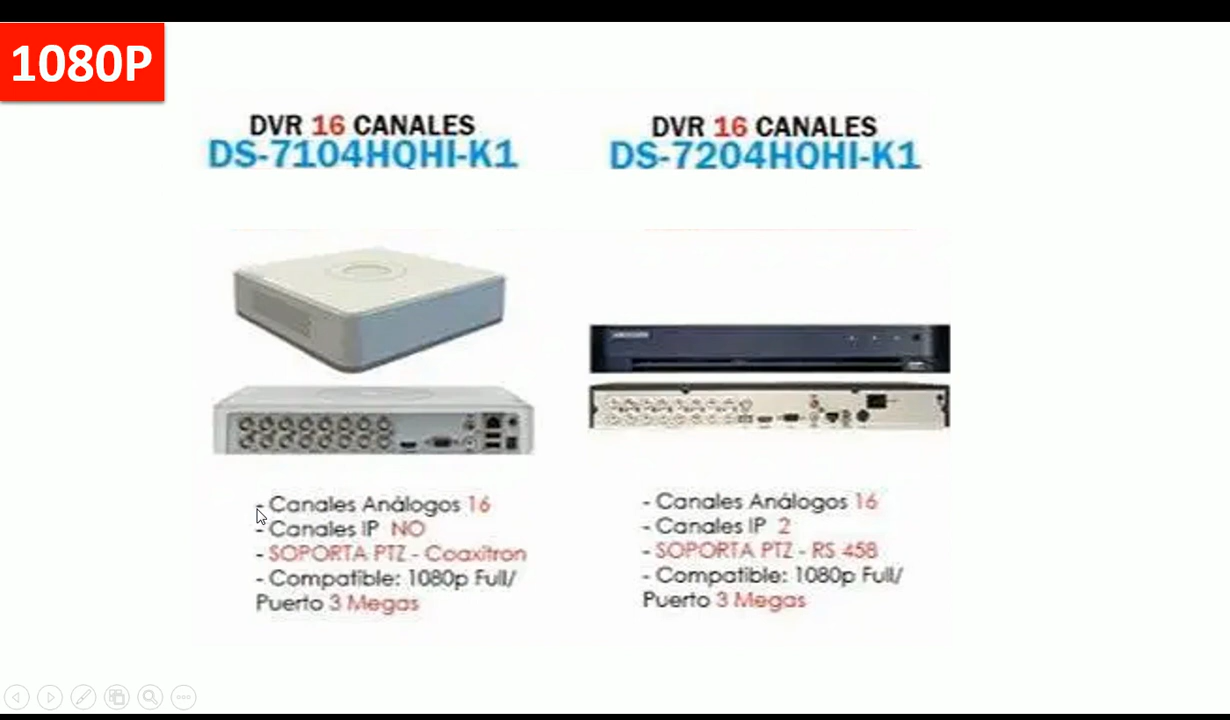 1080P
DVR 16 CANALES
DS-7104HQHI-K1
DVR 16 CANALES
DS-7204HQHI-K1
HIKVISION
- Canales Análogos 16
- Canales IP NO
- SOPORTA PTZ - Coaxitron
- Compatible: 1080p Full/
Puerto 3 Megas
- Canales Análogos 16
- Canales IP 2
- SOPORTA PTZ - RS 458
- Compatible: 1080p Full/
Puerto 3 Megas